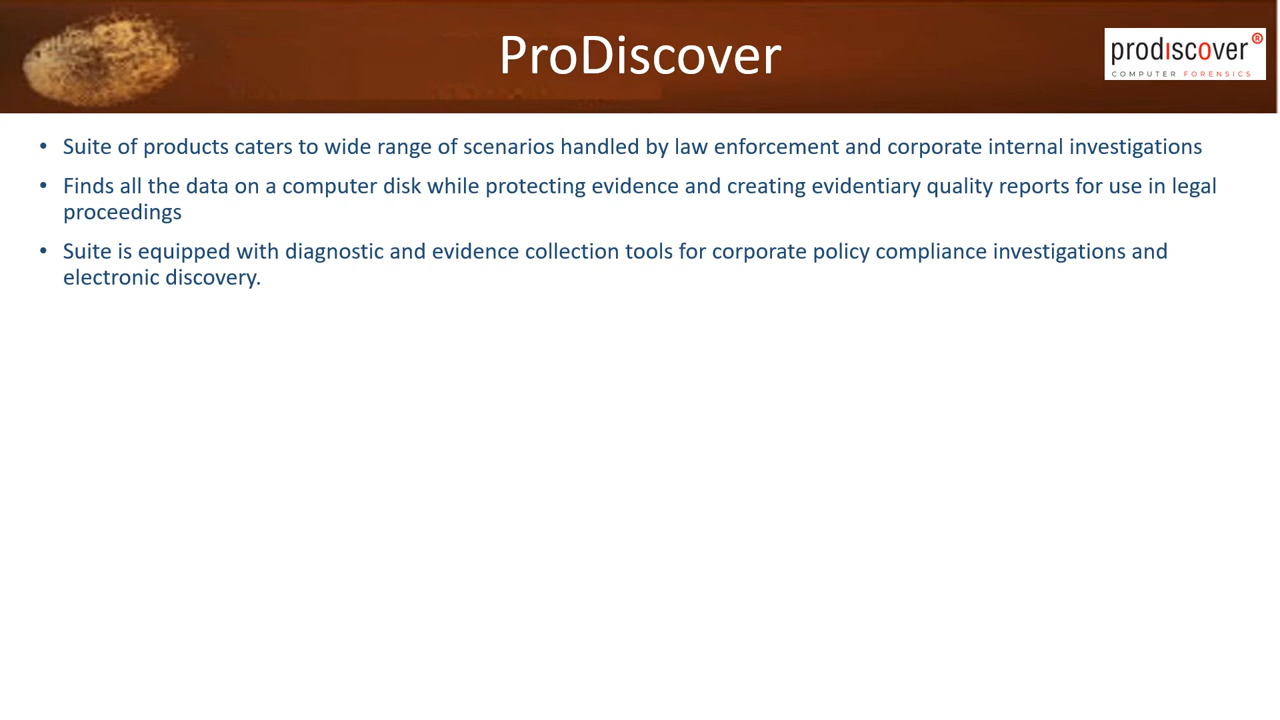 ProDiscover
prodiscover®
COMPUTER FORENSICS
• Suite of products caters to wide range of scenarios handled by law enforcement and corporate internal investigations
• Finds all the data on a computer disk while protecting evidence and creating evidentiary quality reports for use in legal
proceedings
• Suite is equipped with diagnostic and evidence collection tools for corporate policy compliance investigations and
electronic discovery.